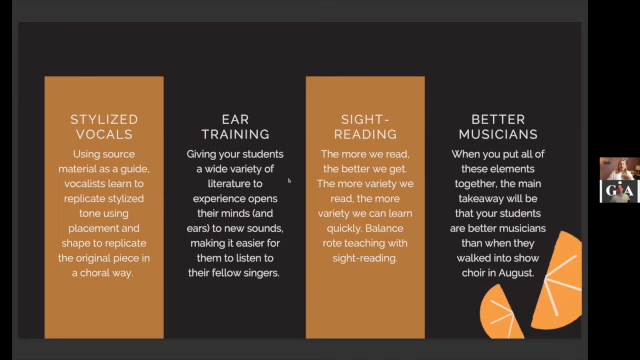 STYLIZED
VOCALS
Using source
material as a guide,
vocalists learn to
replicate stylized
tone using
placement and
shape to replicate
the original piece in
a choral way.
EAR
TRAINING
Giving your students
a wide variety of
literature to
experience opens
their minds (and
ears) to new sounds,
making it easier for
them to listen to
their fellow singers.
SIGHT-
READING
The more we read,
the better we get.
The more variety we
read, the more
variety we can learn
quickly. Balance
rote teaching with
sight-reading.
BETTER
MUSICIANS
When you put all of
these elements
together, the main
takeaway will be
that your students
are better musicians
than when they
walked into show
choir in August.
GIA